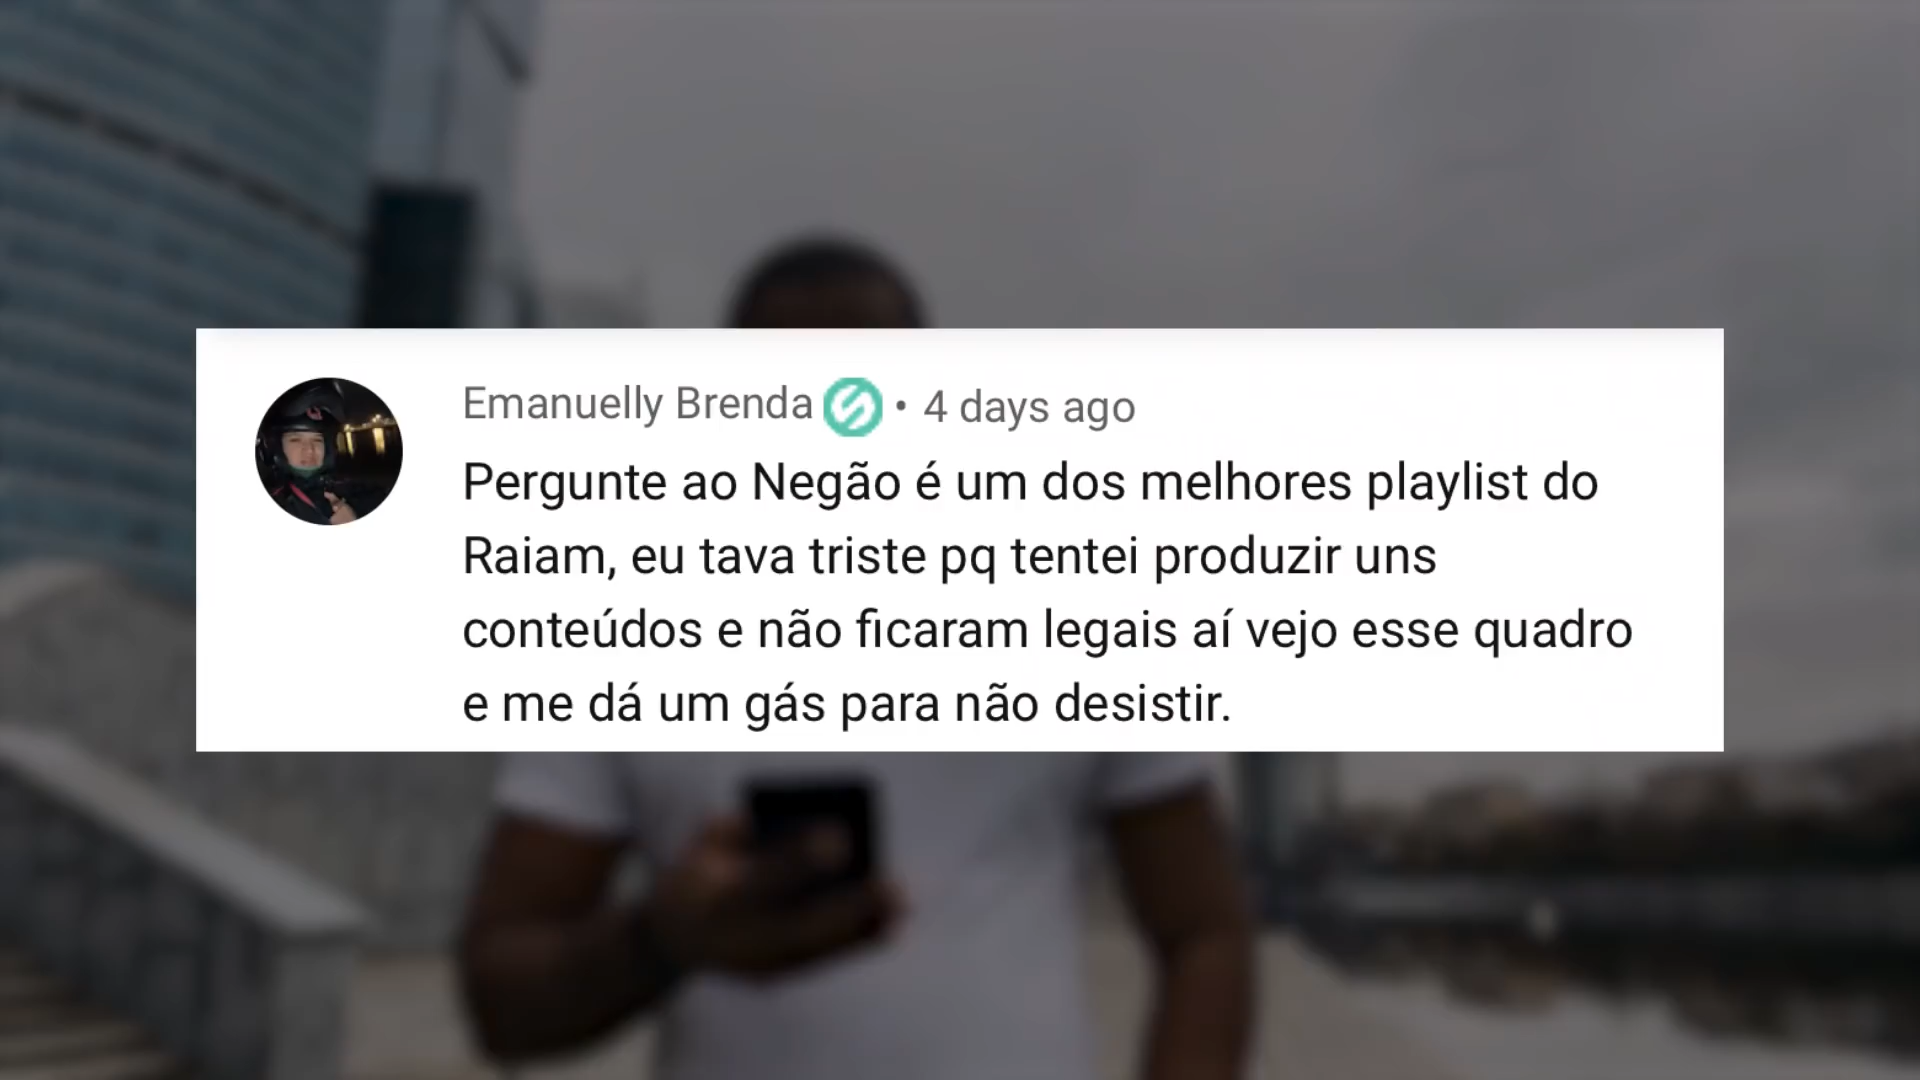 Emanuelly Brenda • 4 days ago
Pergunte ao Negão é um dos melhores playlist do
Raiam, eu tava triste pq tentei produzir uns
conteúdos e não ficaram legais aí vejo esse quadro
e me dá um gás para não desistir.